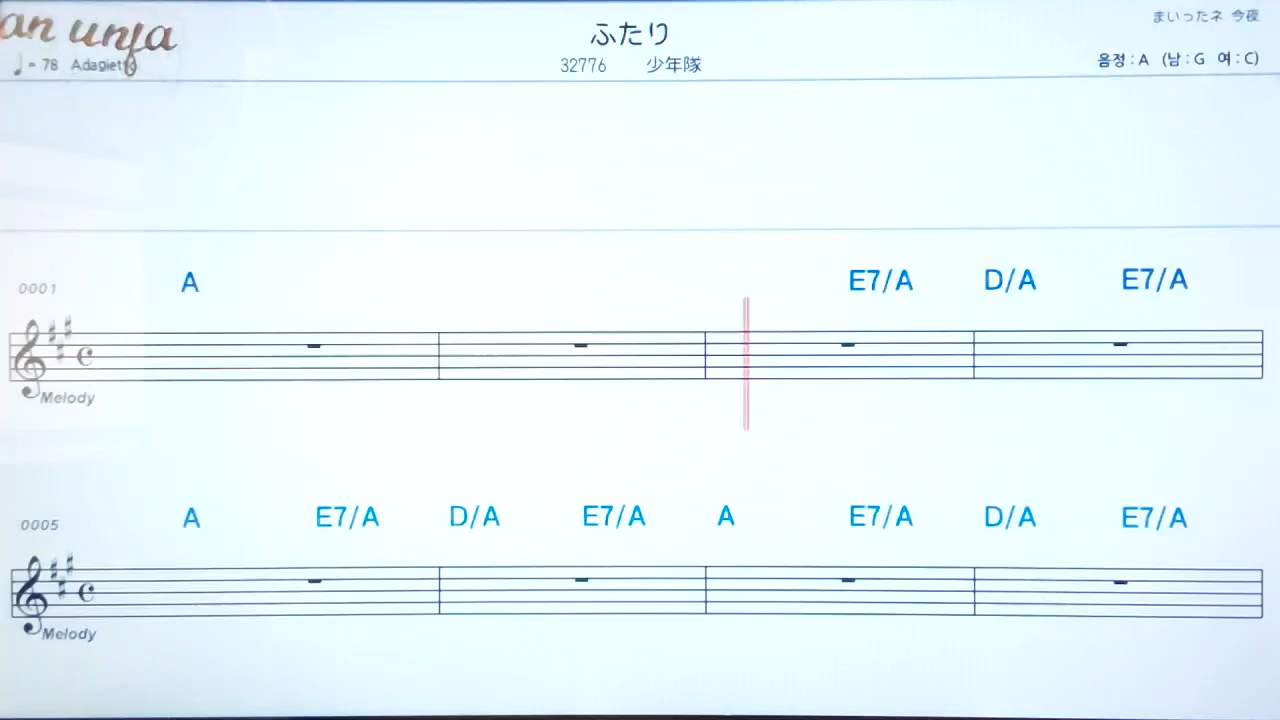 an unja
♩= 78 Adagietto
ふたり
32776 少年隊
まいったネ 今夜
음정 : A (남 : G 여 : C)
0001
A E7/A D/A E7/A
Melody
0005
A E7/A D/A E7/A A E7/A D/A E7/A
Melody